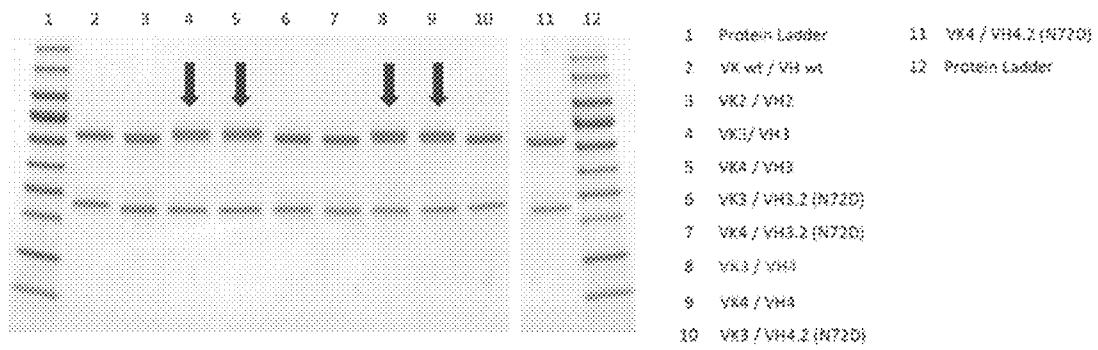 1 2 3 4 5 6 7 8 9 10 11 12
1 Protein Ladder
2 VK wt / VH wt
3 VK2 / VH2
4 VK3/ VH3
5 VK4 / VH3
6 VK3 / VH3.2 (N72D)
7 VK4 / VH3.2 (N72D)
8 VK3 / VH4
9 VK4 / VH4
10 VK3 / VH4.2 (N72D)
11 VK4 / VH4.2 (N72D)
12 Protein Ladder